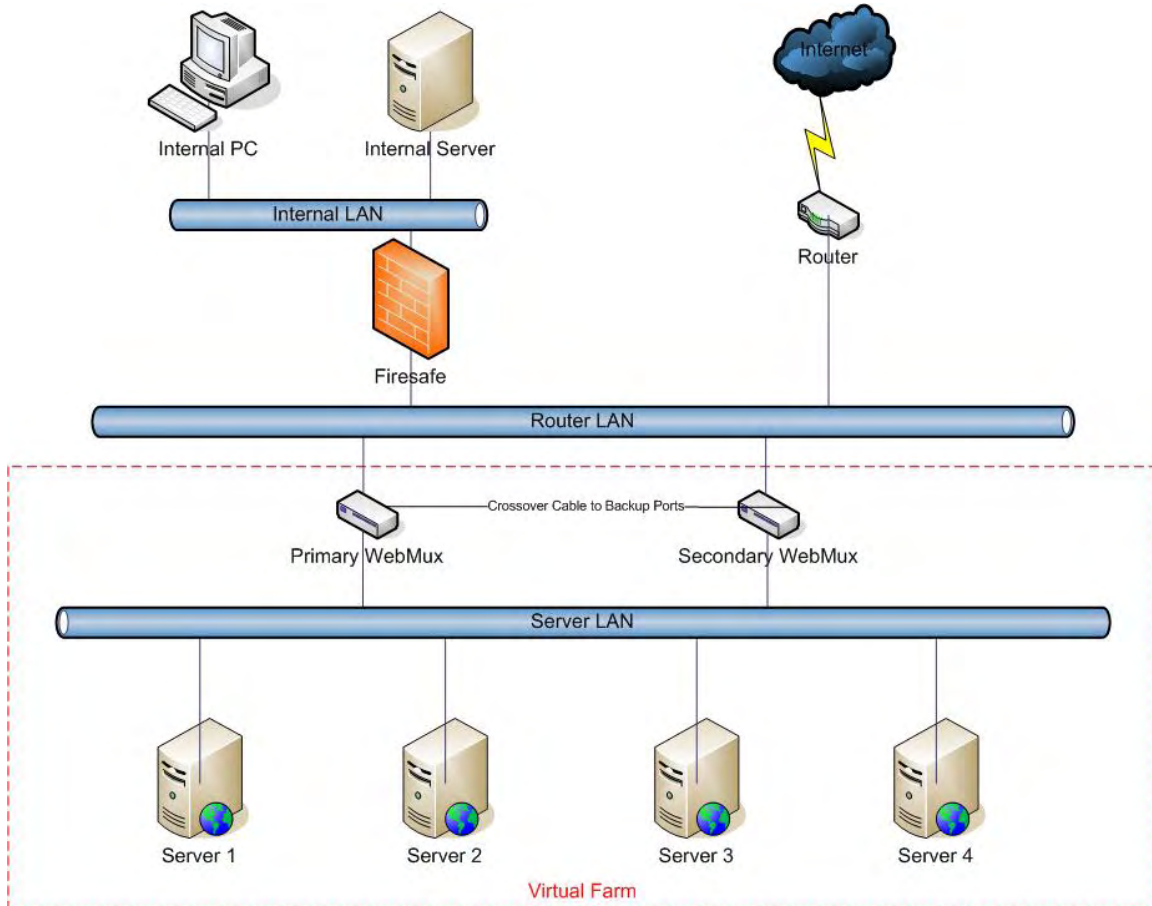 Internet
Internal PC
Internal Server
Internal LAN
Router
Firesafe
Router LAN
Crossover Cable to Backup Ports
Primary WebMux
Secondary WebMux
Server LAN
Server 1
Server 2
Server 3
Server 4
Virtual Farm